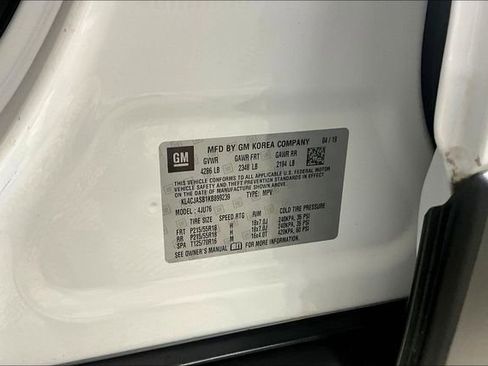 GM
MFD BY GM KOREA COMPANY 04 / 19
GVWR GAWR FRT GAWR RR
4286 LB 2348 LB 2194 LB
THIS VEHICLE CONFORMS TO ALL APPLICABLE U.S. FEDERAL MOTOR
VEHICLE SAFETY AND THEFT PREVENTION STANDARDS IN EFFECT ON THE
DATE OF MANUFACTURE SHOWN ABOVE.
KL4CJASB1KB899239 TYPE: MPV
MODEL: 4JU76
TIRE SIZE SPEED RTG RIM COLD TIRE PRESSURE
FRT P215/55R18 H 18x7.0J 240KPA, 35 PSI
RR P215/55R18 H 18x7.0J 240KPA, 35 PSI
SPA T125/70R16 M 16x4.0T 420KPA, 60 PSI
SEE OWNER'S MANUAL FOR MORE INFORMATION.